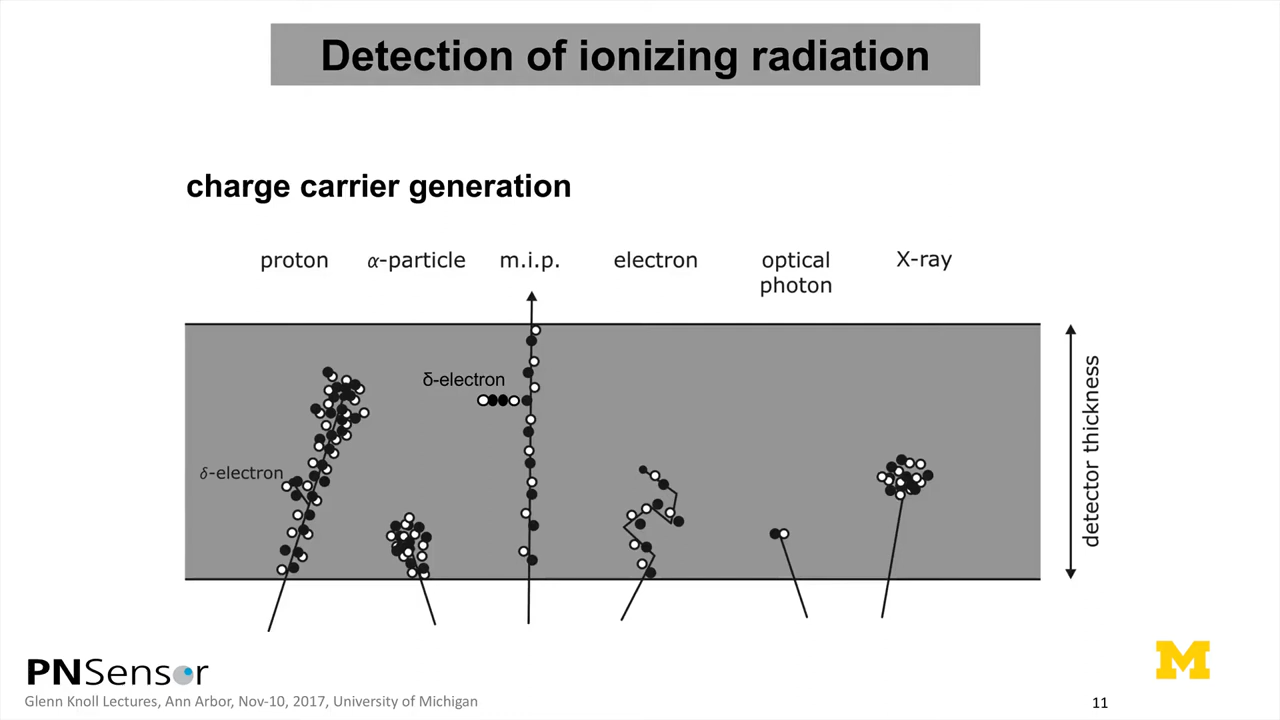 Detection of ionizing radiation
charge carrier generation
proton
α-particle
m.i.p.
electron
optical
photon
X-ray
δ-electron
δ-electron
detector thickness
PNSensor
M
Glenn Knoll Lectures, Ann Arbor, Nov-10, 2017, University of Michigan
11